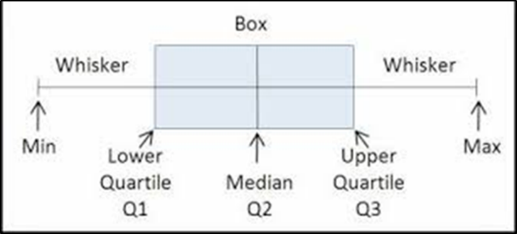 Box
Whisker
Whisker
Min
Lower
Quartile
Q1
Median
Q2
Upper
Quartile
Q3
Max